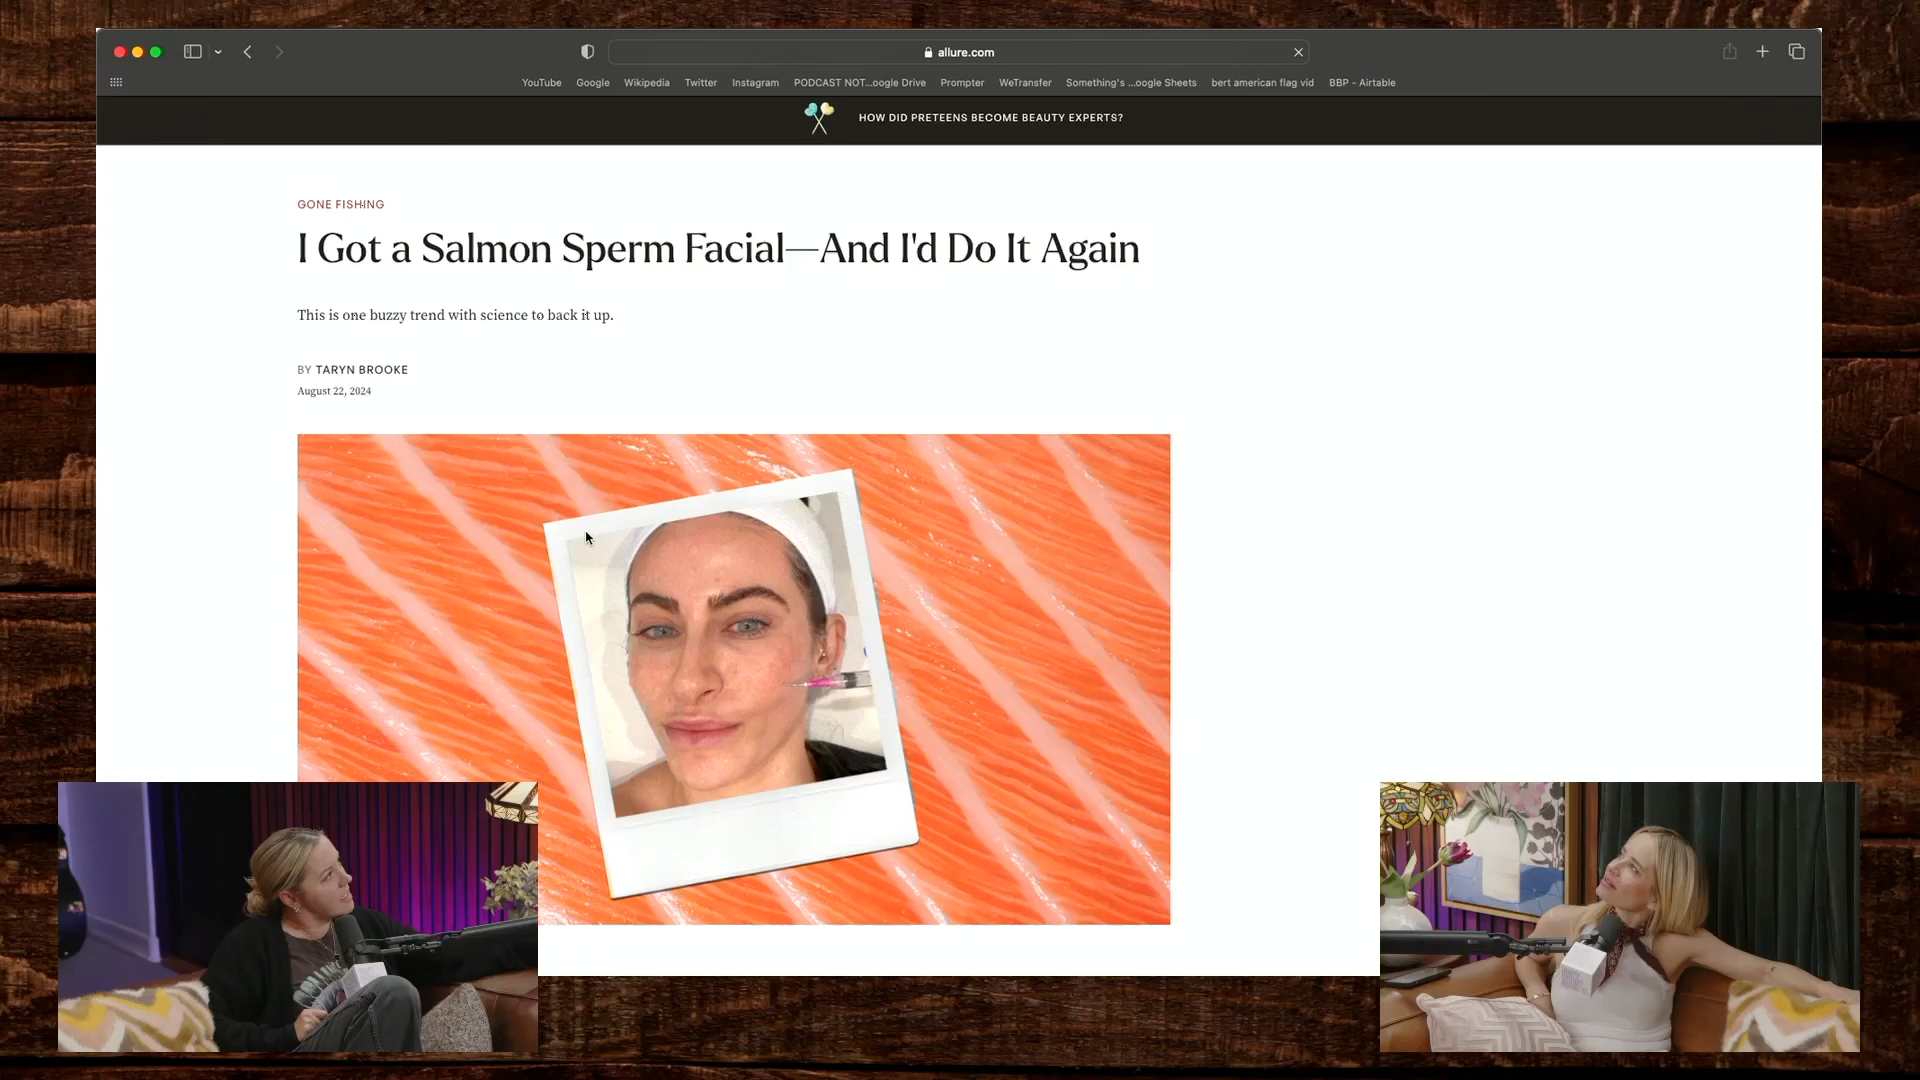 allure.com
YouTube Google Wikipedia Twitter Instagram PODCAST NOT...oogle Drive Prompter WeTransfer Something's ...oogle Sheets bert american flag vid BBP - Airtable
HOW DID PRETEENS BECOME BEAUTY EXPERTS?
GONE FISHING
I Got a Salmon Sperm Facial—And I'd Do It Again
This is one buzzy trend with science to back it up.
BY TARYN BROOKE
August 22, 2024